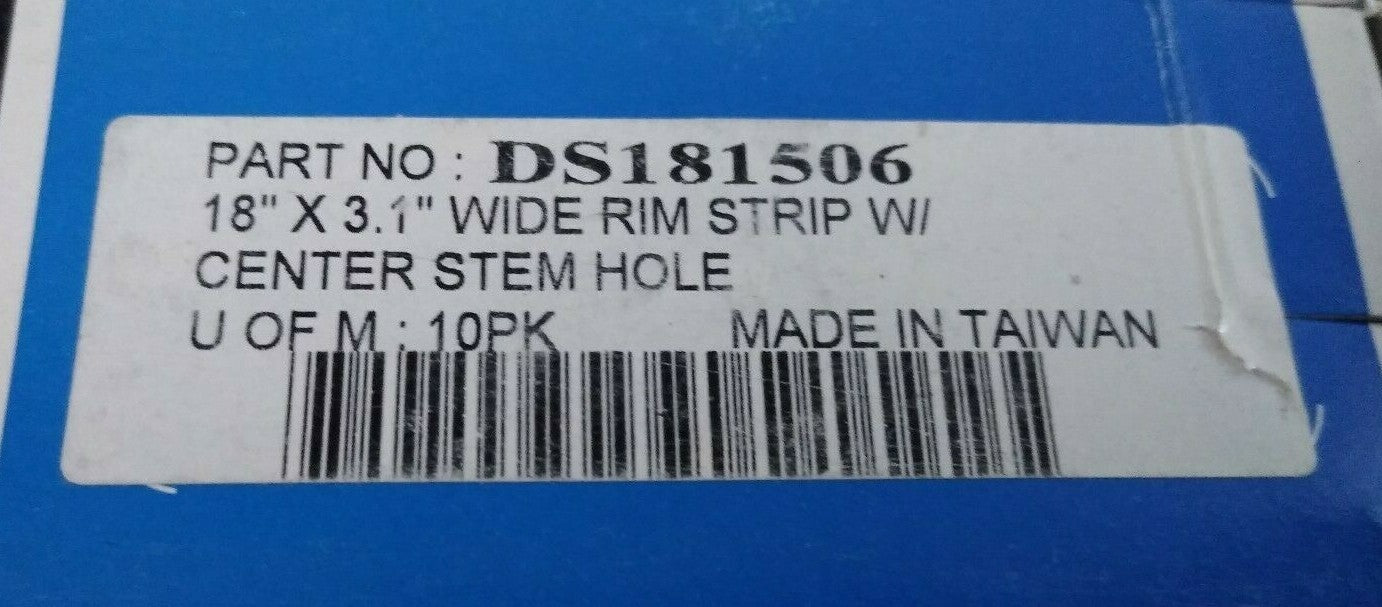 PART NO : DS181506
18" X 3.1" WIDE RIM STRIP W/
CENTER STEM HOLE
U OF M : 10PK MADE IN TAIWAN